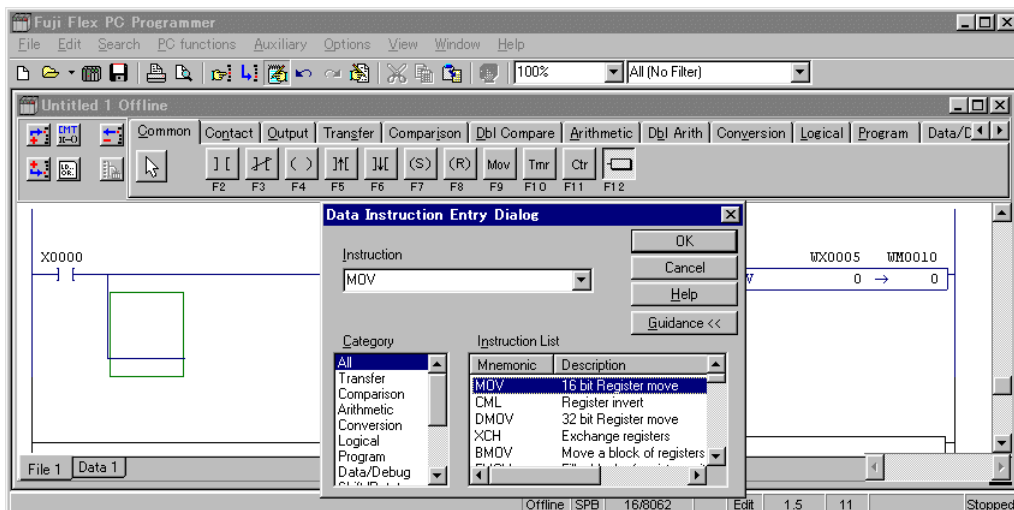 Fuji Flex PC Programmer
File Edit Search PC functions Auxiliary Options View Window Help
100% All (No Filter)
Untitled 1 Offline
CMT
Common Contact Output Transfer Comparison Dbl Compare Arithmetic Dbl Arith Conversion Logical Program Data/D
(S) (R) Mov Tmr Ctr
F2 F3 F4 F5 F6 F7 F8 F9 F10 F11 F12
Data Instruction Entry Dialog
OK
Instruction
X0000 WX0005 WM0010
Cancel
MOV
0 → 0
Help
Guidance <<
Category Instruction List
All Mnemonic Description
Transfer MOV 16 bit Register move
Comparison CML Register invert
Arithmetic DMOV 32 bit Register move
Conversion XCH Exchange registers
Logical BMOV Move a block of registers
Program
Data/Debug
File 1 Data 1
Offline SPB 16/8062 Edit 1.5 11 Stopped